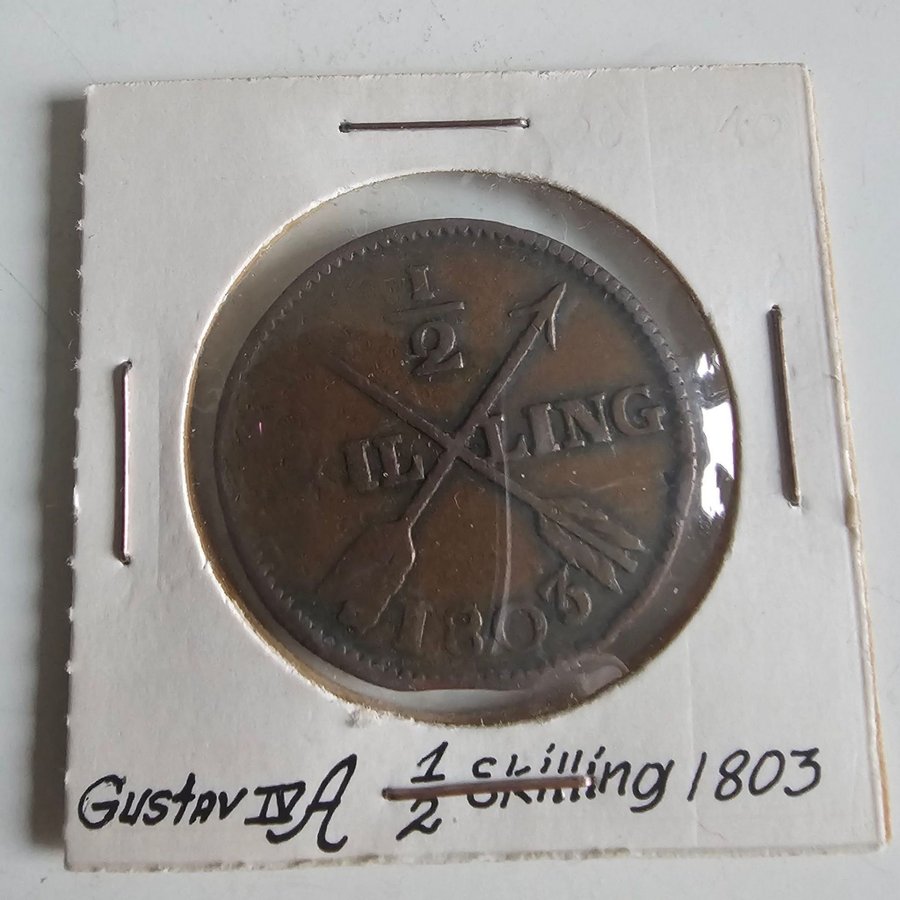 1/2
ILLING
1803
Gustav IV A 1/2 Skilling 1803